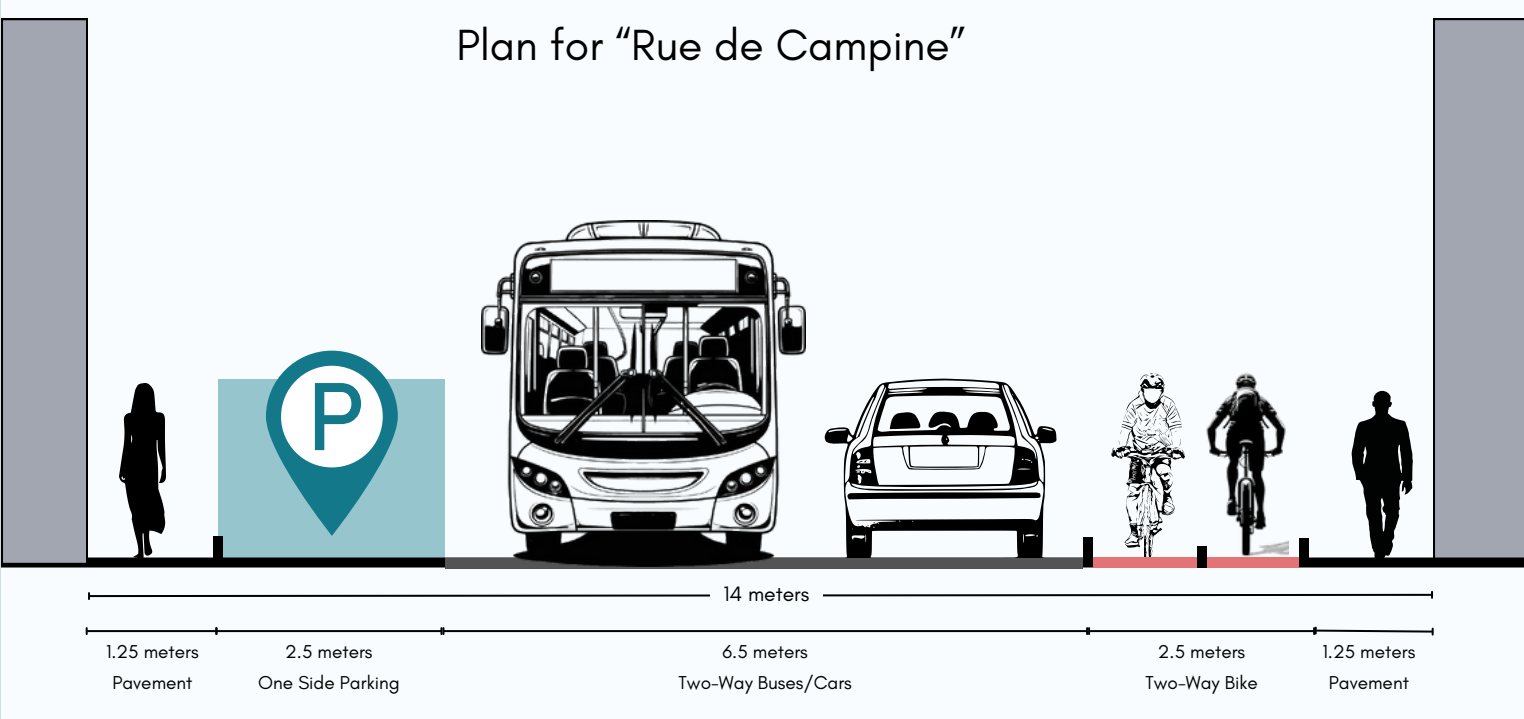 Plan for “Rue de Campine”
P
14 meters
1.25 meters
Pavement
2.5 meters
One Side Parking
6.5 meters
Two-Way Buses/Cars
2.5 meters
Two-Way Bike
1.25 meters
Pavement